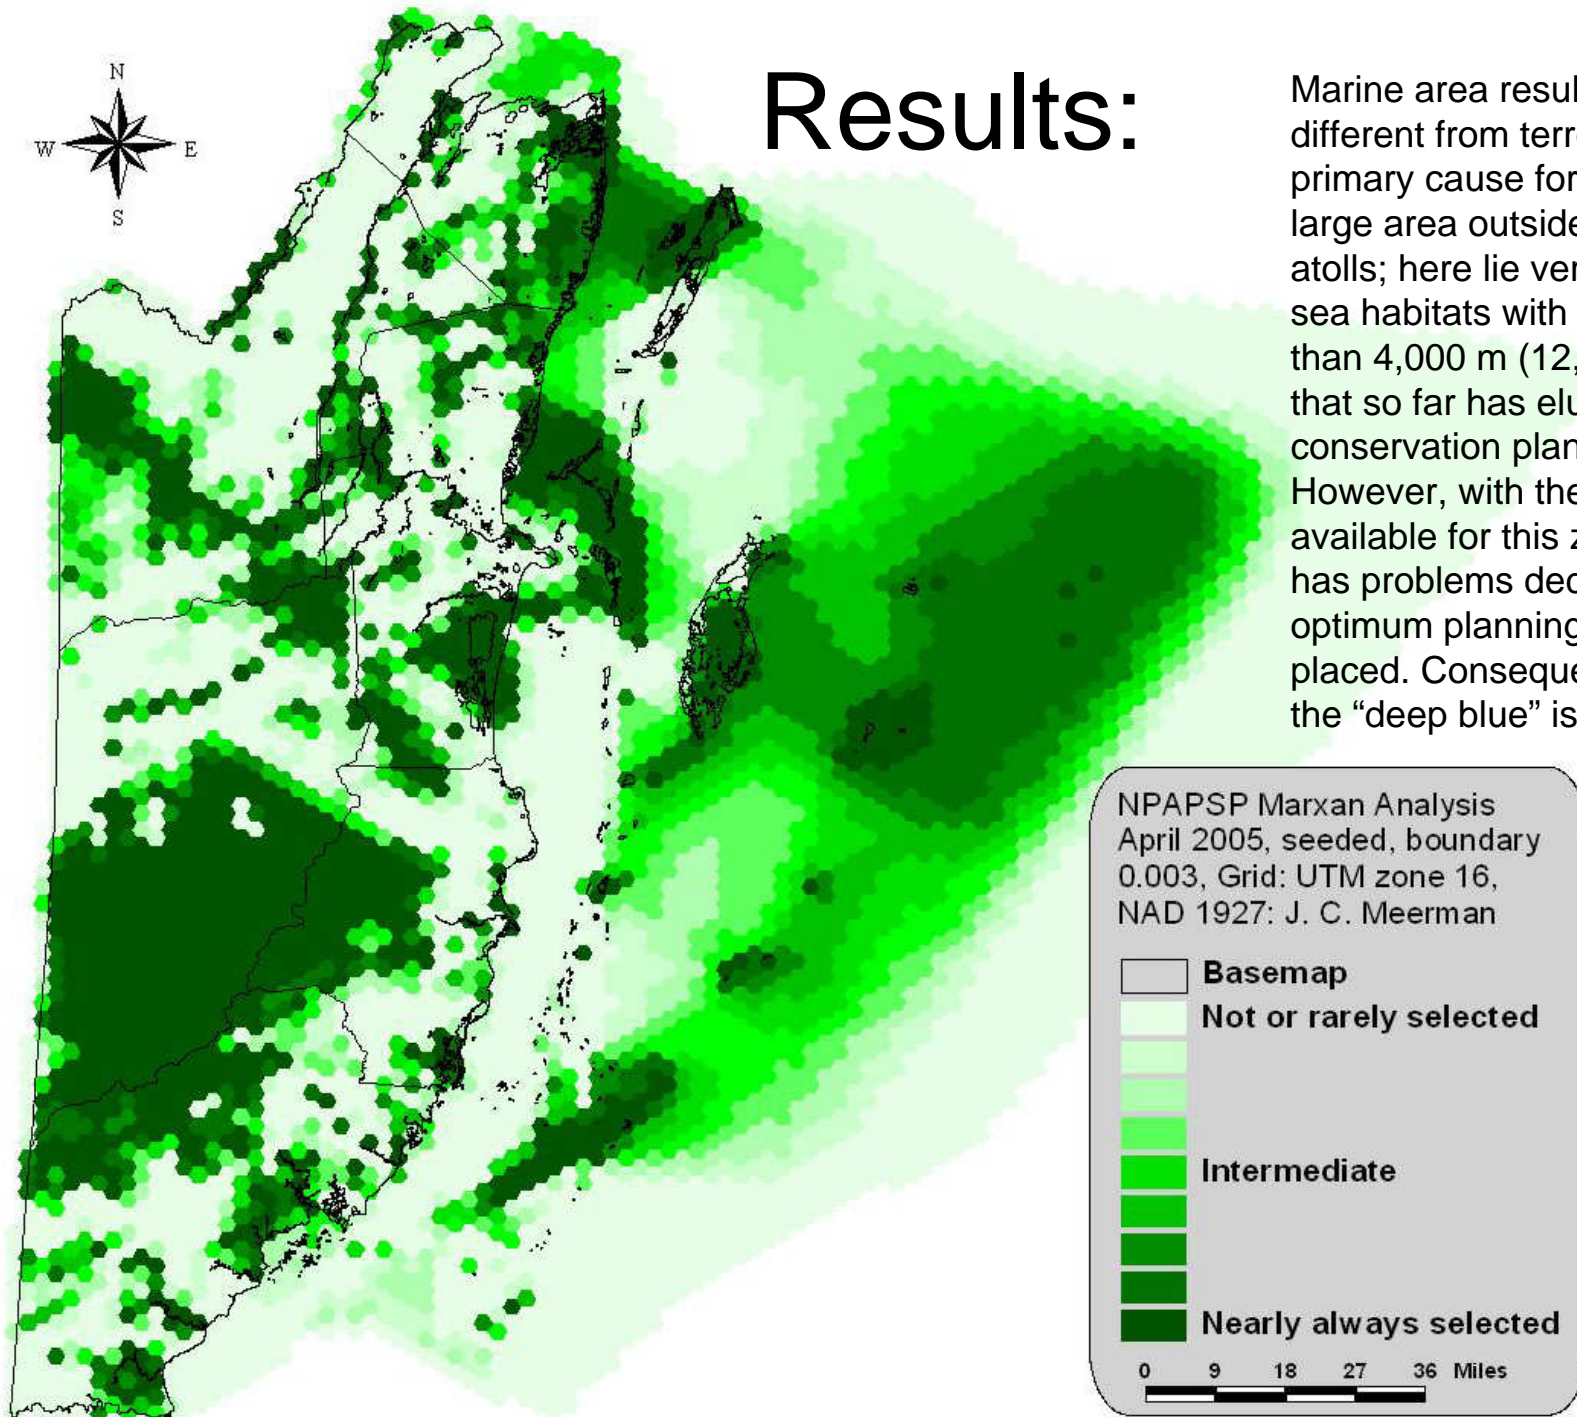 N
W E
S
Results:
Marine area resul
different from terre
primary cause for
large area outside
atolls; here lie ver
sea habitats with
than 4,000 m (12,
that so far has elu
conservation plan
However, with the
available for this z
has problems dec
optimum planning
placed. Conseque
the “deep blue” is
NPAPSP Marxan Analysis
April 2005, seeded, boundary
0.003, Grid: UTM zone 16,
NAD 1927: J. C. Meerman
Basemap
Not or rarely selected
Intermediate
Nearly always selected
0 9 18 27 36 Miles